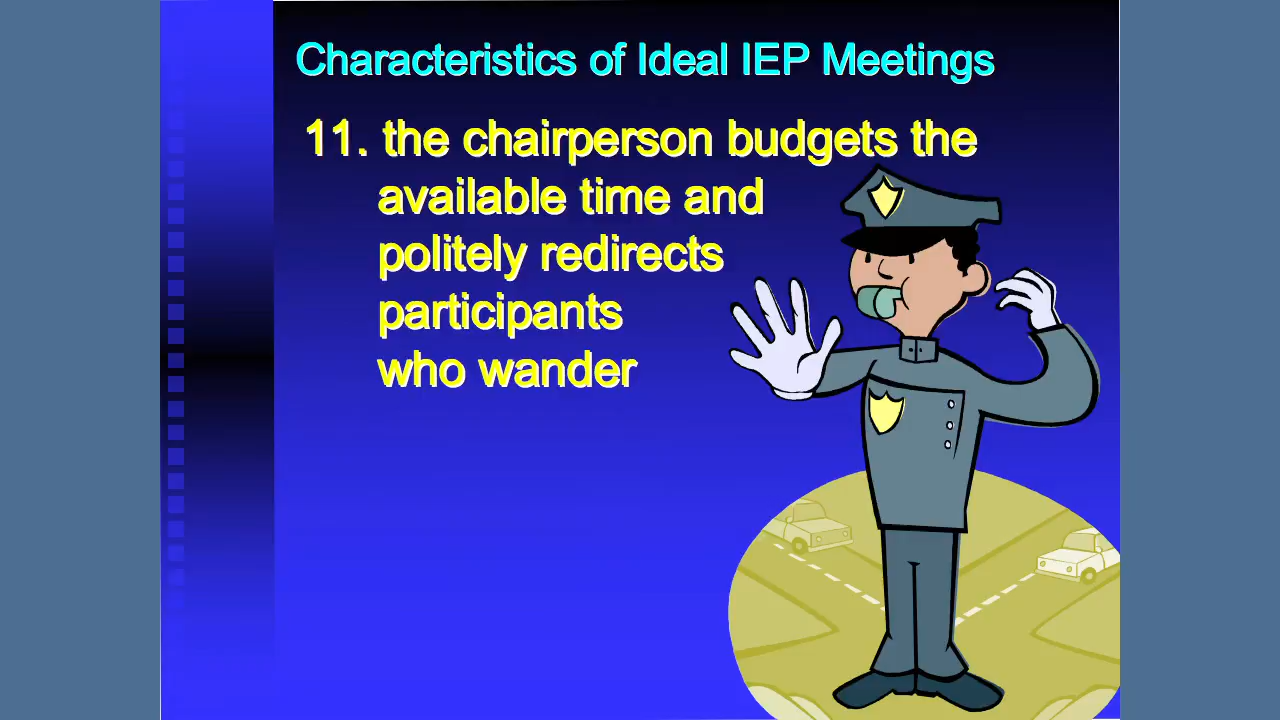 Characteristics of Ideal IEP Meetings
11. the chairperson budgets the
available time and
politely redirects
participants
who wander